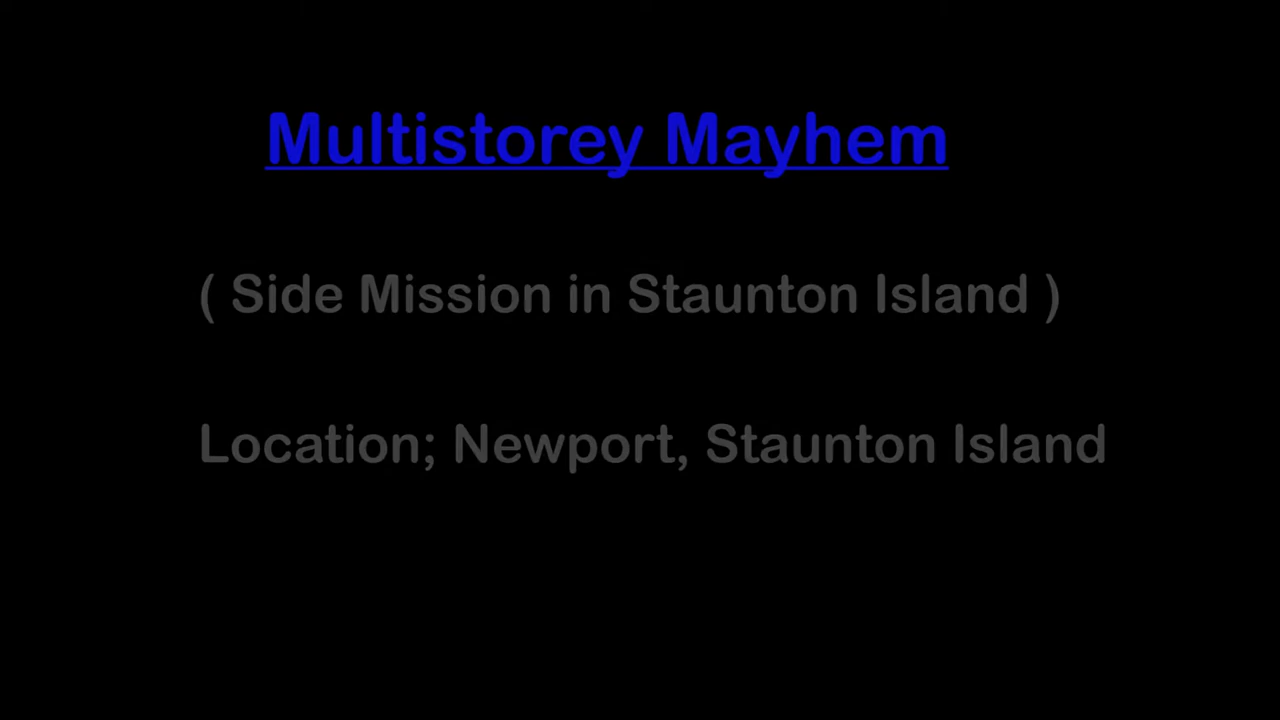 Multistorey Mayhem
( Side Mission in Staunton Island )
Location; Newport, Staunton Island